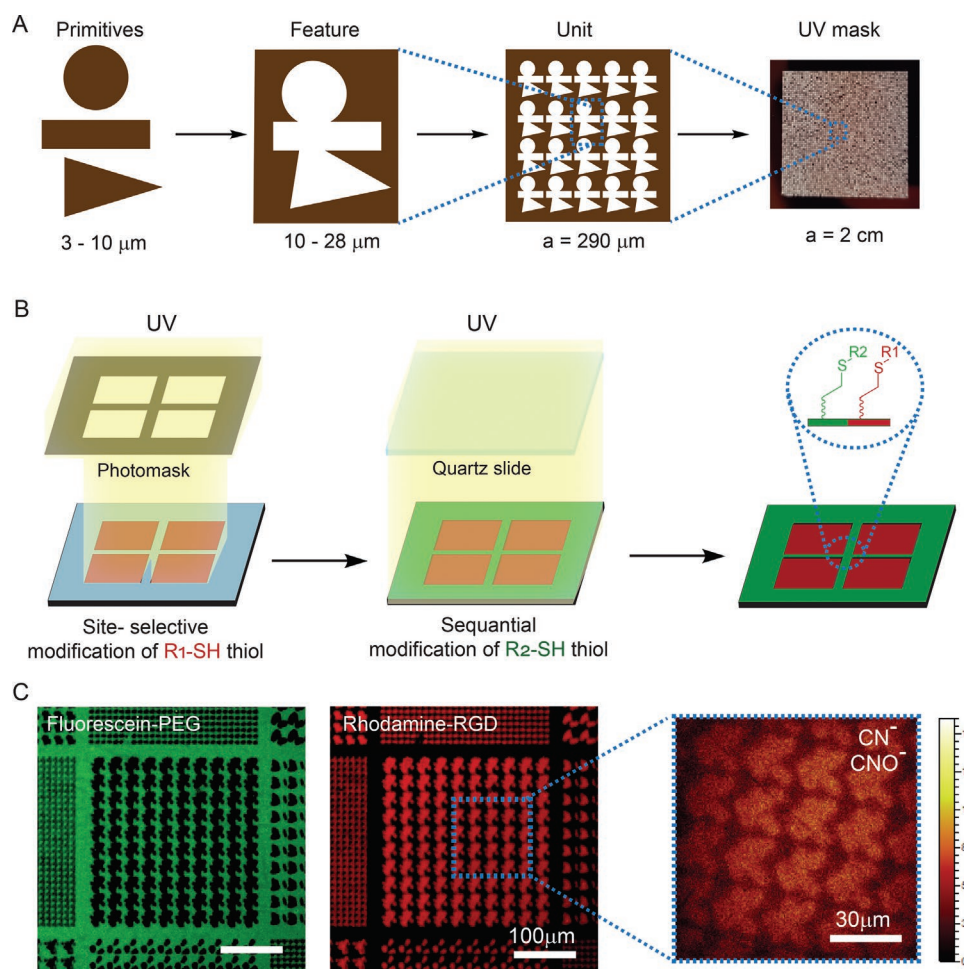 A
Primitives
Feature
Unit
UV mask
3 - 10 μm
10 - 28 μm
a = 290 μm
a = 2 cm
B
UV
UV
R2
R1
S
S
Photomask
Quartz slide
Site- selective
modification of R1-SH thiol
Sequantial
modification of R2-SH thiol
C
Fluorescein-PEG
Rhodamine-RGD
CN-
CNO-
100μm
30μm